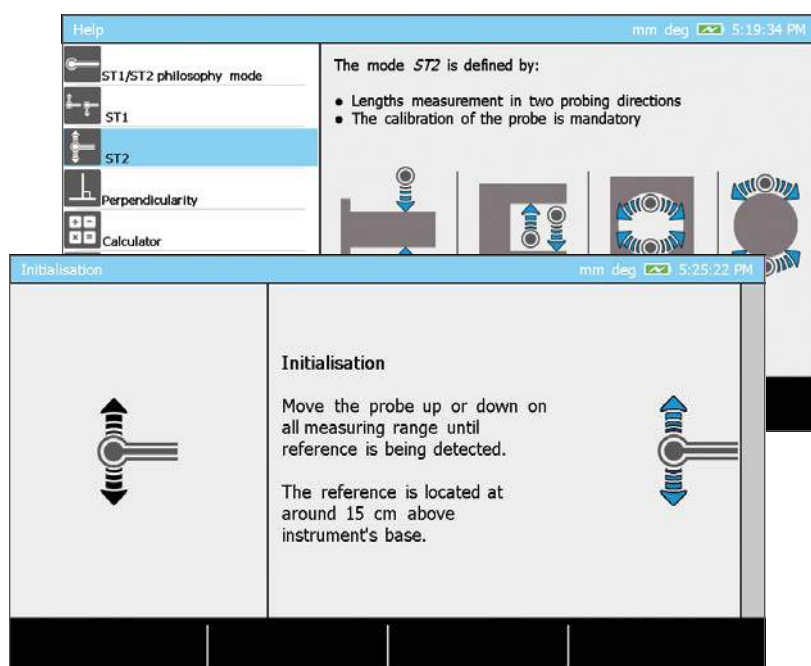 Help
mm deg 5:19:34 PM
ST1/ST2 philosophy mode
ST1
ST2
Perpendicularity
Calculator
The mode ST2 is defined by:
• Lengths measurement in two probing directions
• The calibration of the probe is mandatory
Initialisation
mm deg 5:25:22 PM
Initialisation
Move the probe up or down on
all measuring range until
reference is being detected.
The reference is located at
around 15 cm above
instrument's base.